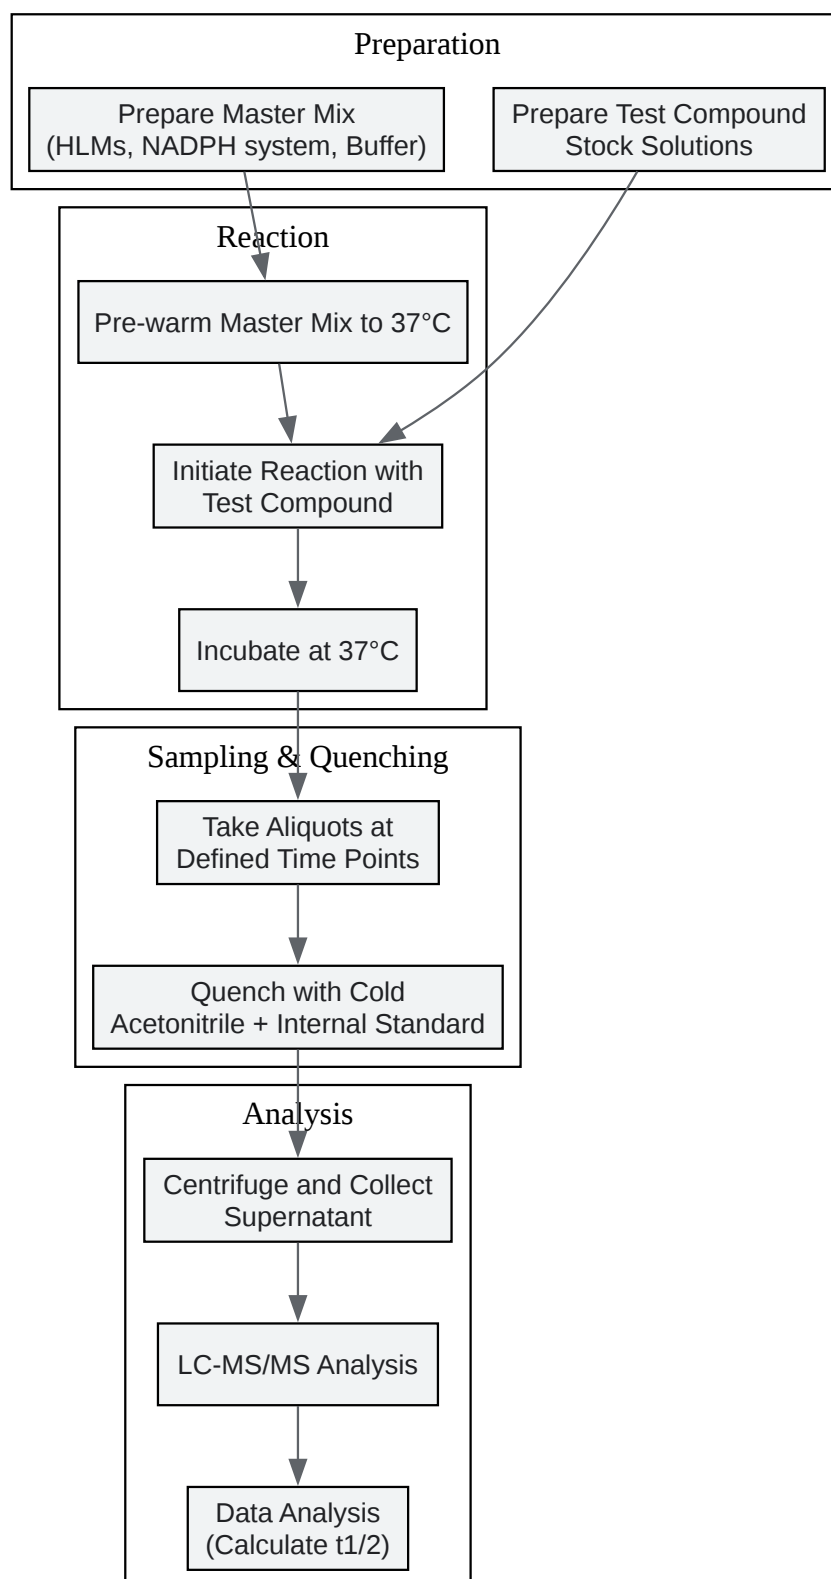 Preparation
Prepare Master Mix
(HLMs, NADPH system, Buffer)
Prepare Test Compound
Stock Solutions
Reaction
Pre-warm Master Mix to 37°C
Initiate Reaction with
Test Compound
Incubate at 37°C
Sampling & Quenching
Take Aliquots at
Defined Time Points
Quench with Cold
Acetonitrile + Internal Standard
Analysis
Centrifuge and Collect
Supernatant
LC-MS/MS Analysis
Data Analysis
(Calculate t1/2)